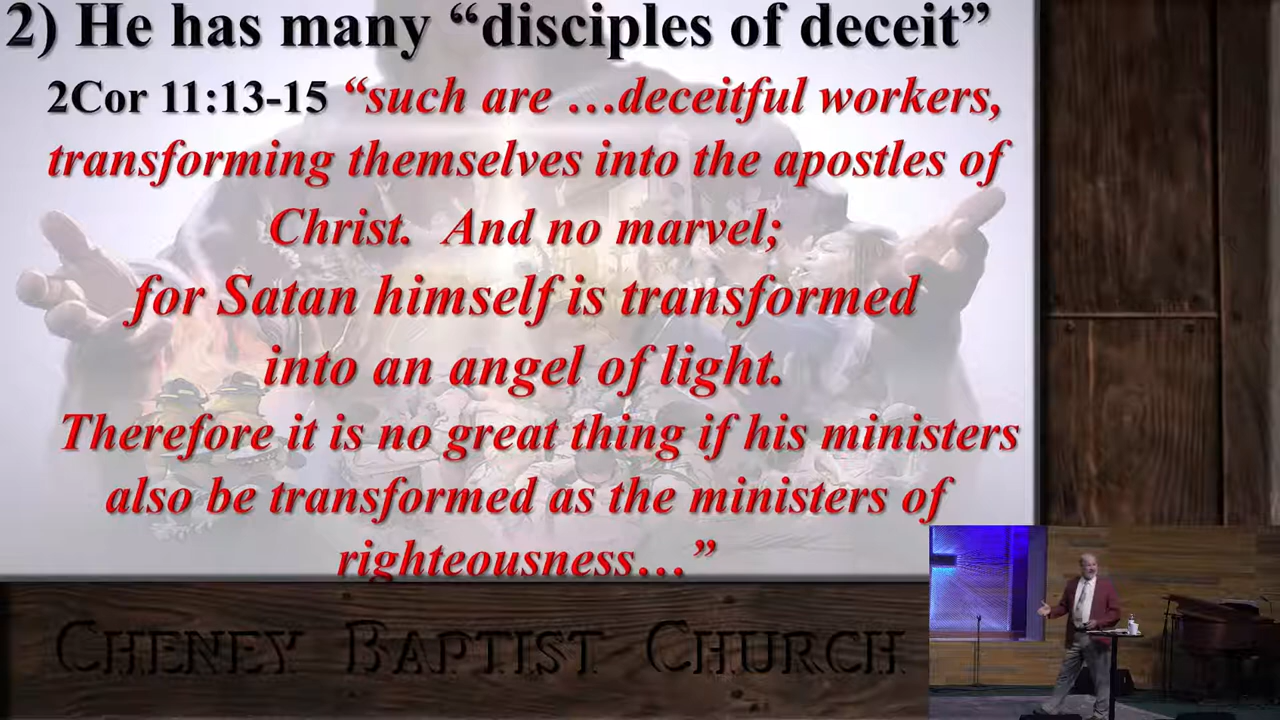 2) He has many “disciples of deceit”
2Cor 11:13-15 “such are …deceitful workers,
transforming themselves into the apostles of
Christ.  And no marvel;
for Satan himself is transformed
into an angel of light.
Therefore it is no great thing if his ministers
also be transformed as the ministers of
righteousness…”
CHENEY BAPTIST CHURCH